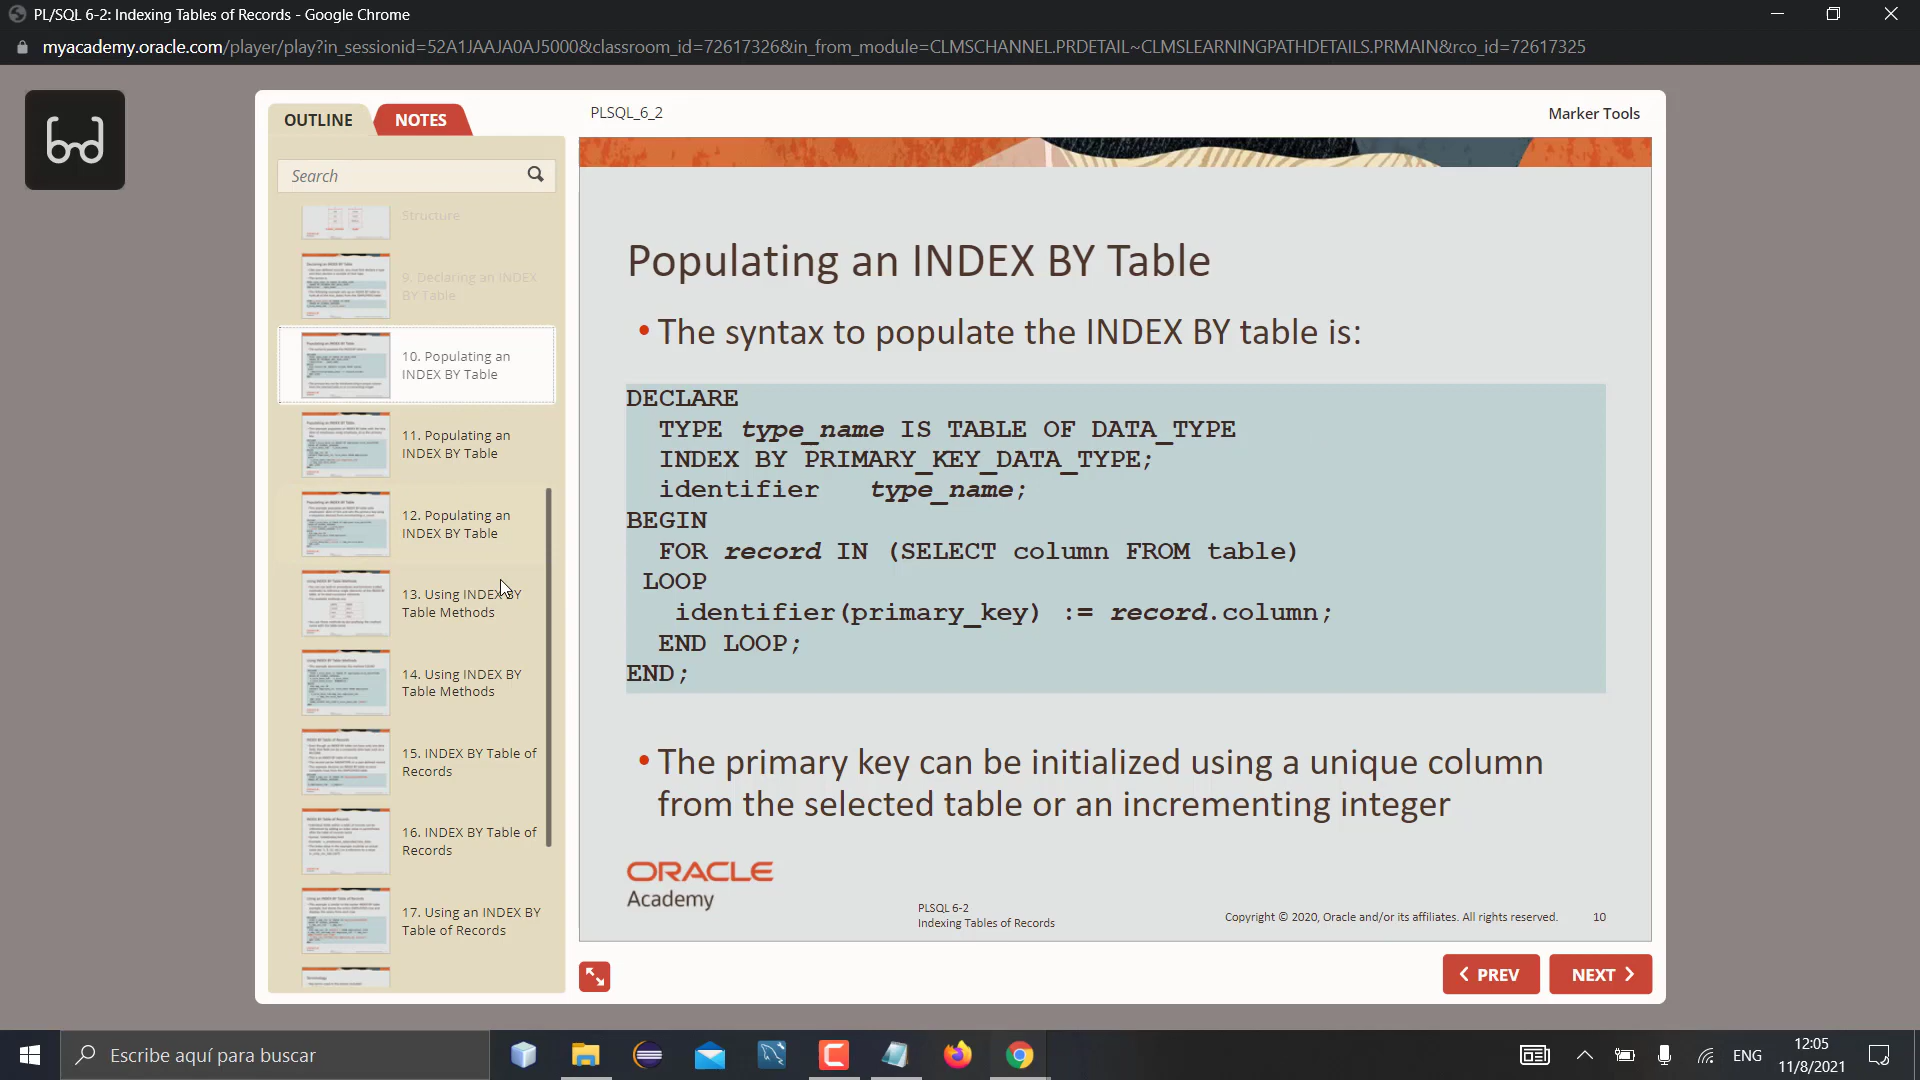 PL/SQL 6-2: Indexing Tables of Records - Google Chrome
myacademy.oracle.com/player/play?in_sessionid=52A1JAAJA0AJ5000&classroom_id=72617326&in_from_module=CLMSCHANNEL.PRDETAIL~CLMSLEARNINGPATHDETAILS.PRMAIN&rco_id=72617325
OUTLINE
NOTES
PLSQL_6_2
Marker Tools
Search
Structure
9. Declaring an INDEX
BY Table
10. Populating an
INDEX BY Table
11. Populating an
INDEX BY Table
12. Populating an
INDEX BY Table
13. Using INDEX BY
Table Methods
14. Using INDEX BY
Table Methods
15. INDEX BY Table of
Records
16. INDEX BY Table of
Records
17. Using an INDEX BY
Table of Records
Populating an INDEX BY Table
• The syntax to populate the INDEX BY table is:
DECLARE
TYPE type_name IS TABLE OF DATA_TYPE
INDEX BY PRIMARY_KEY_DATA_TYPE;
identifier type_name;
BEGIN
FOR record IN (SELECT column FROM table)
LOOP
identifier(primary_key) := record.column;
END LOOP;
END;
• The primary key can be initialized using a unique column
from the selected table or an incrementing integer
ORACLE
Academy
PLSQL 6-2
Indexing Tables of Records
Copyright © 2020, Oracle and/or its affiliates. All rights reserved.
10
PREV
NEXT
Escribe aquí para buscar
ENG
12:05
11/8/2021